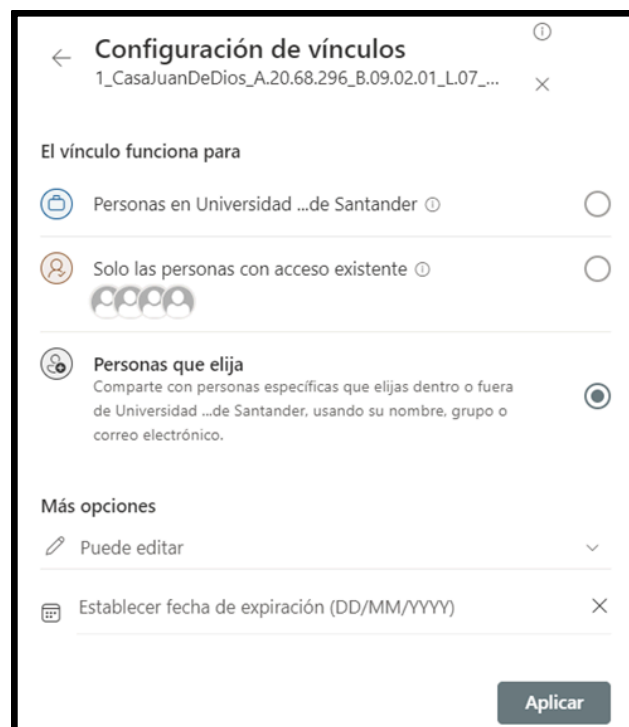 Configuración de vínculos
1_CasaJuanDeDios_A.20.68.296_B.09.02.01_L.07_...
El vínculo funciona para
Personas en Universidad ...de Santander
Solo las personas con acceso existente
Personas que elija
Comparte con personas específicas que elijas dentro o fuera
de Universidad ...de Santander, usando su nombre, grupo o
correo electrónico.
Más opciones
Puede editar
Establecer fecha de expiración (DD/MM/YYYY)
Aplicar